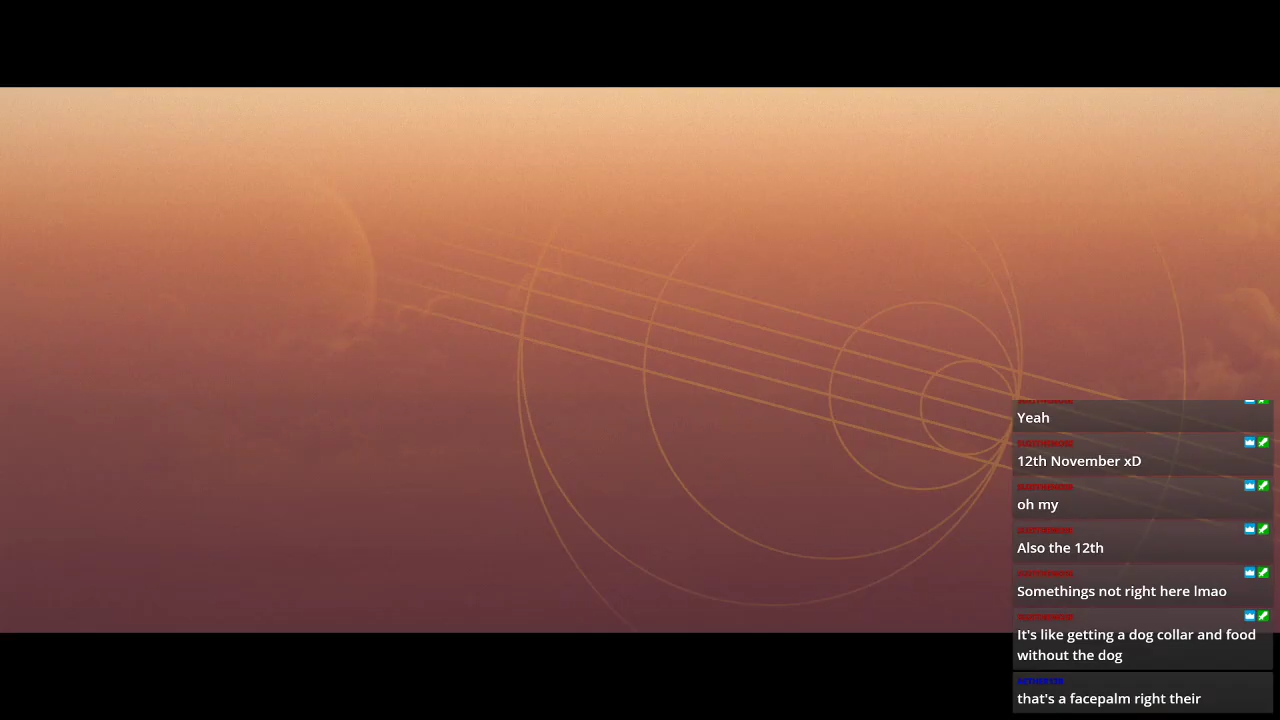 Yeah
12th November xD
oh my
Also the 12th
Somethings not right here lmao
It's like getting a dog collar and food
without the dog
that's a facepalm right their